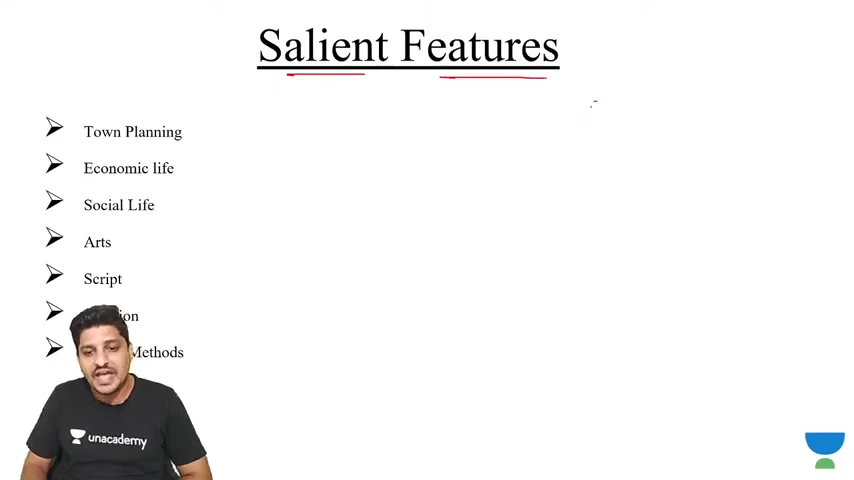 Salient Features
Town Planning
Economic life
Social Life
Arts
Script
Methods
unacademy